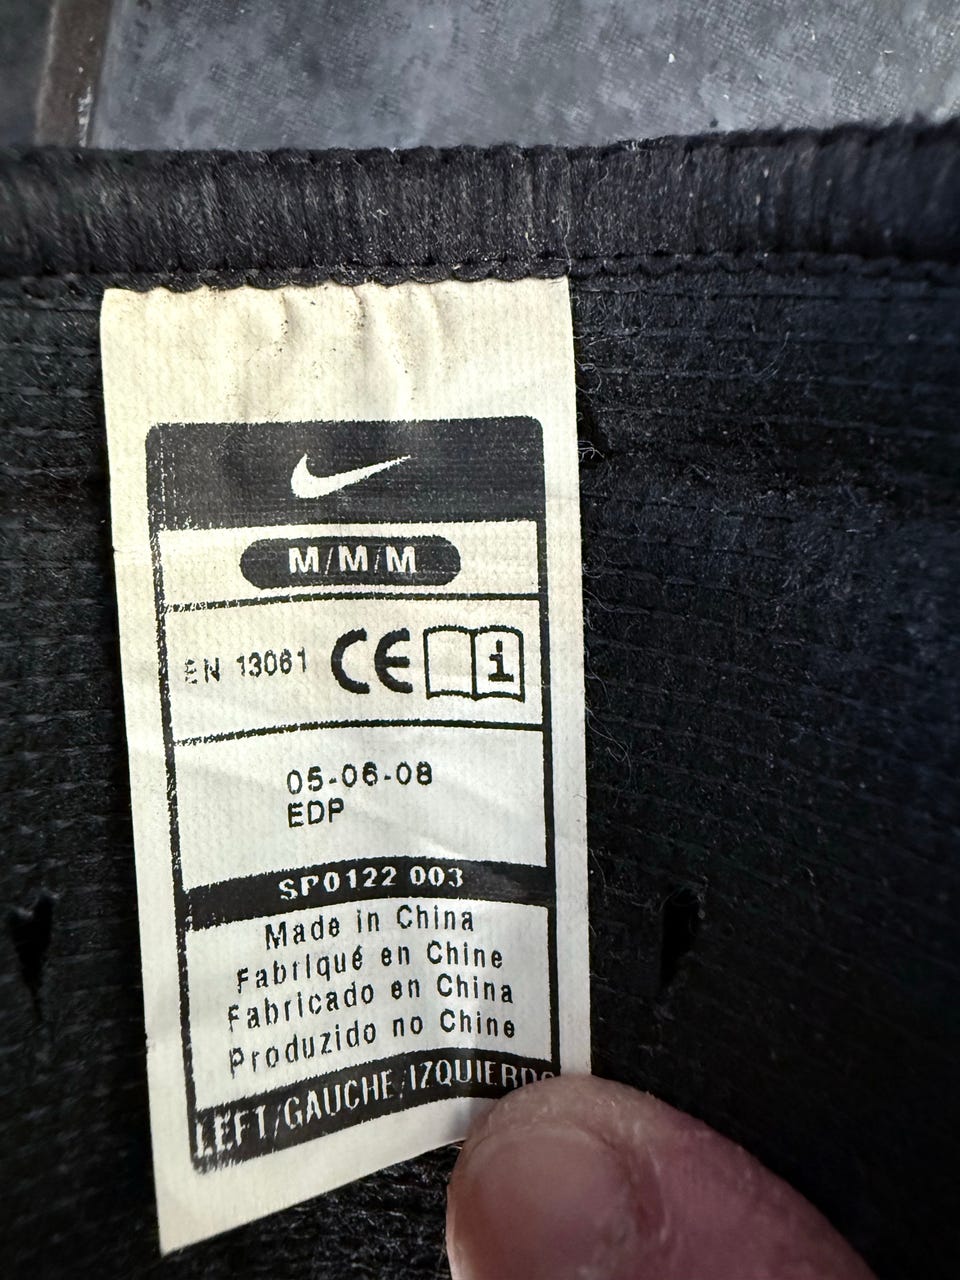 M/M/M
EN 13061 CE i
05-06-08
EDP
SP0122 003
Made in China
Fabriqué en Chine
Fabricado en China
Produzido no Chine
LEFT/GAUCHE/IZQUIERDO